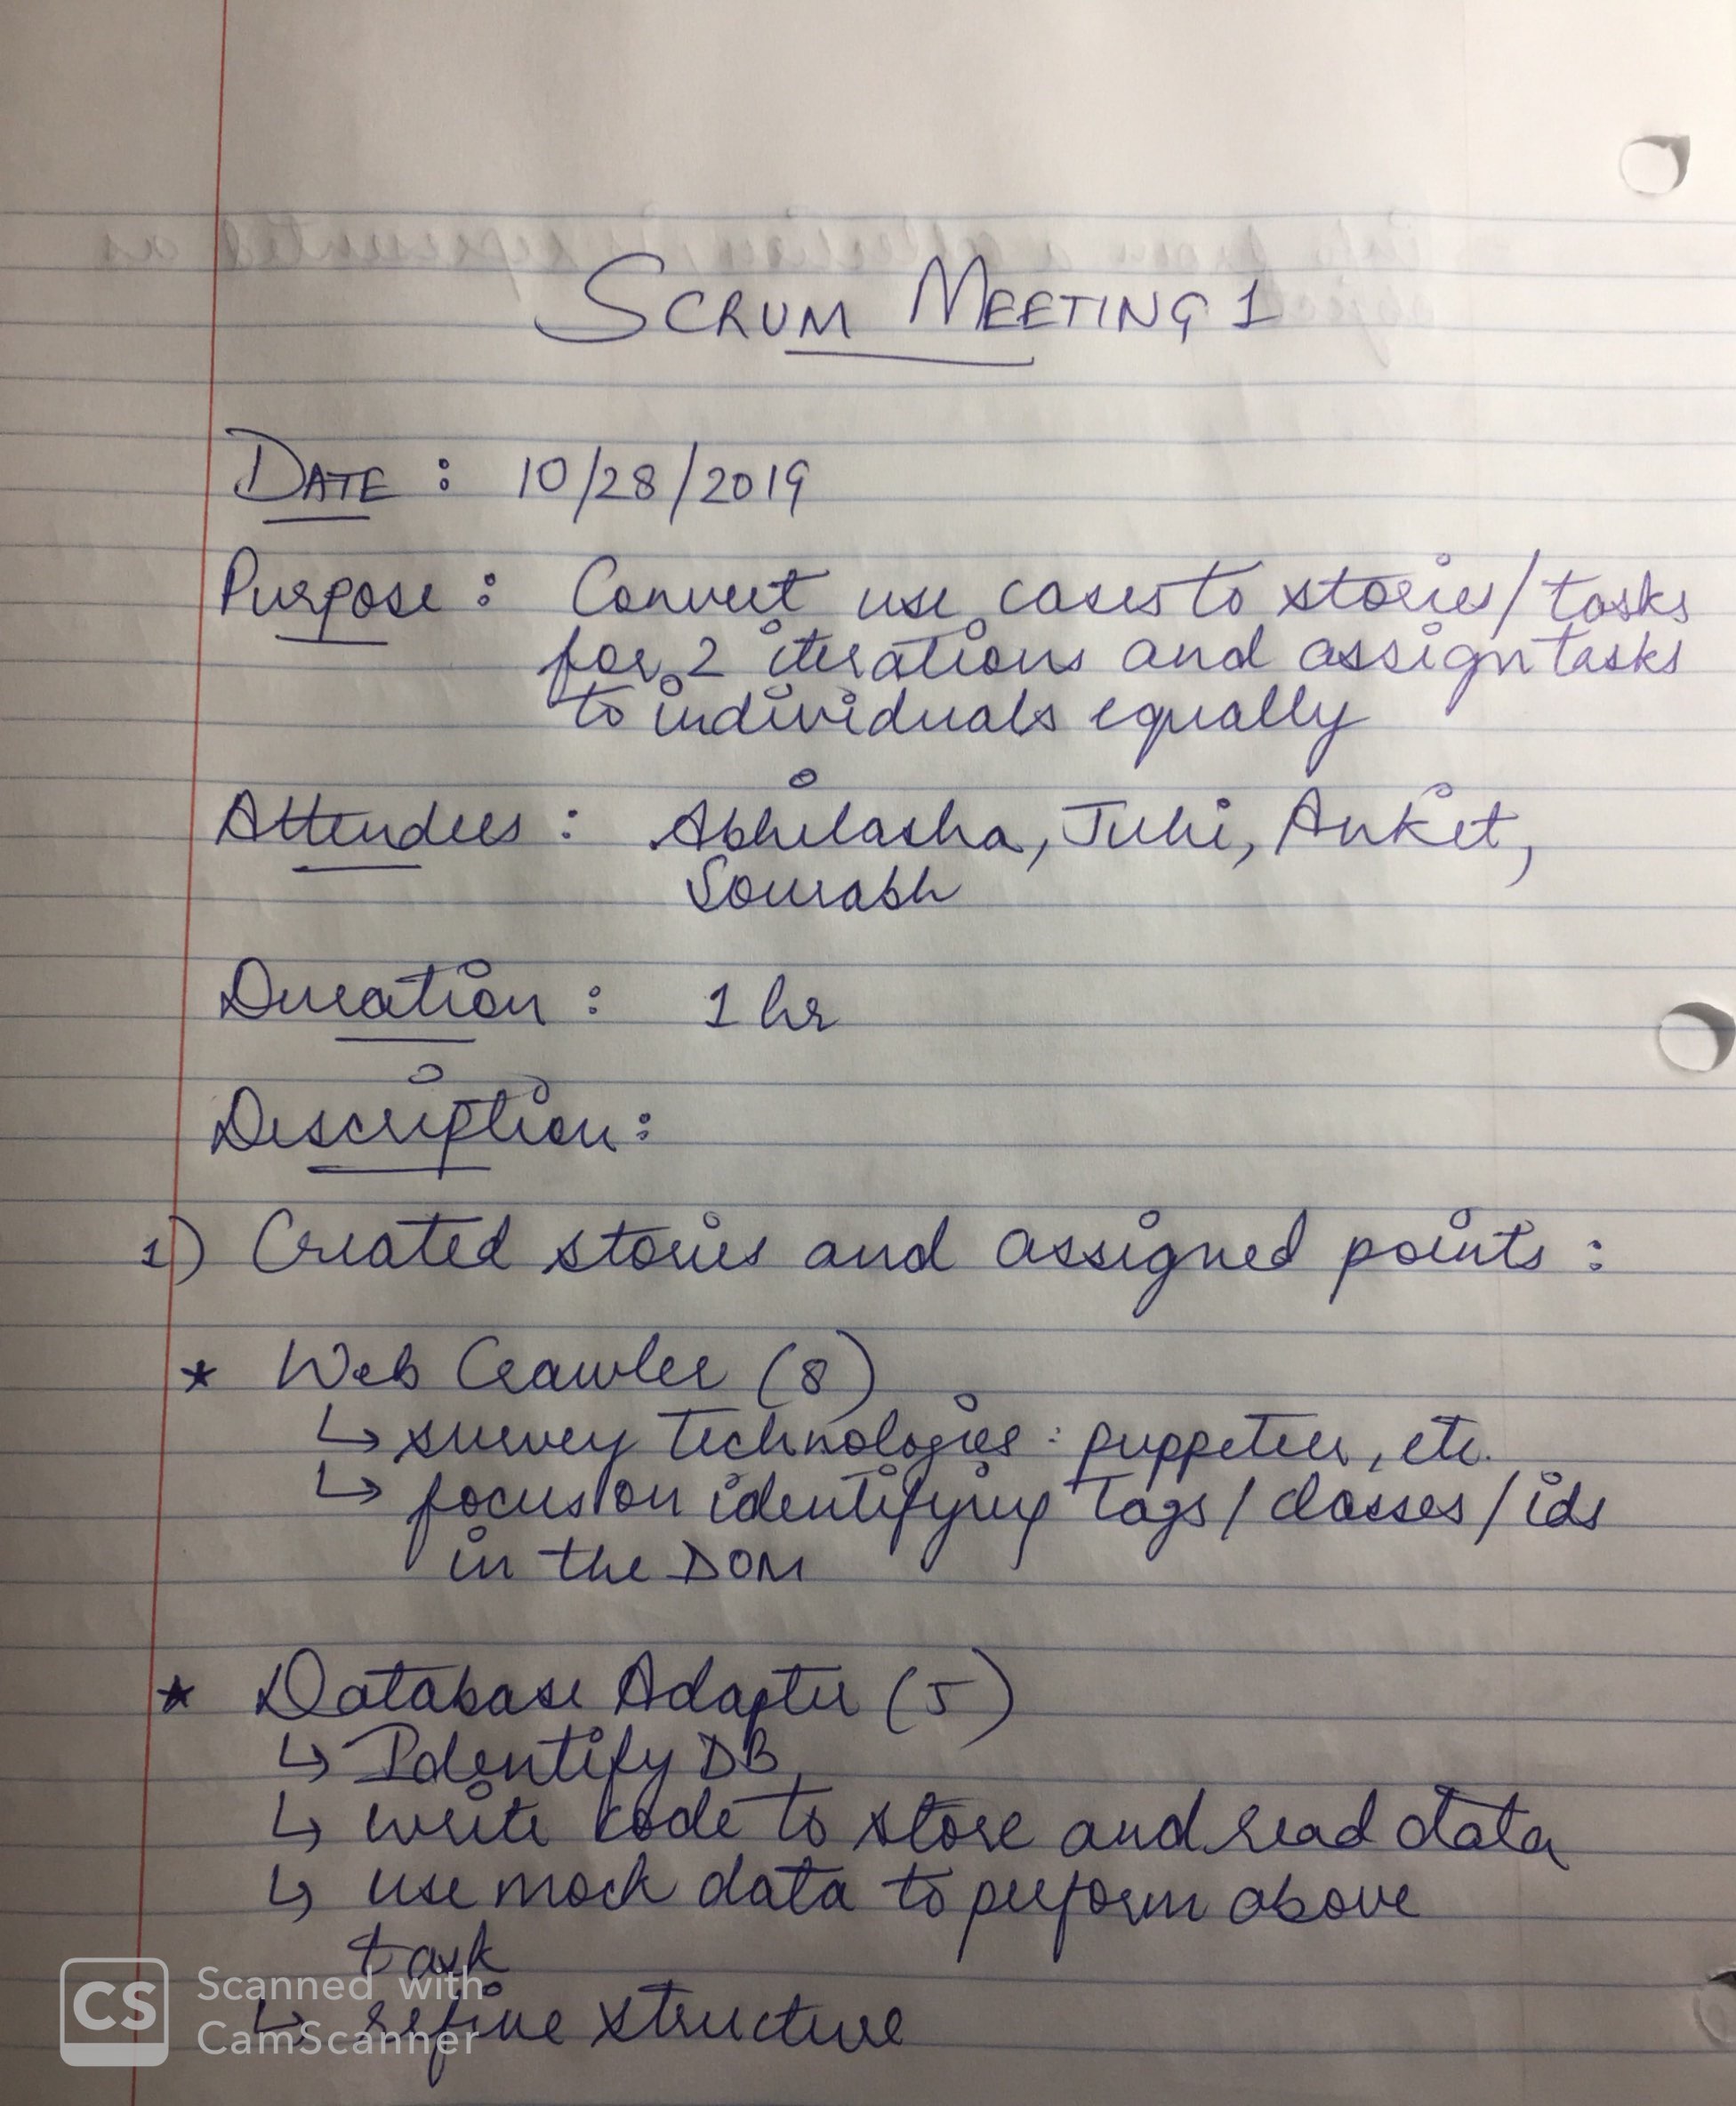 SCRUM MEETING 1
DATE : 10/28/2019
Purpose : Convert use cases to stories/tasks
for 2 iterations and assign tasks
to individuals equally
Attendees : Abhilasha, Juhi, Aniket,
Sourabh
Duration : 1 hr
Description :
1) Created stories and assigned points :
* Web Crawler (8)
↳ survey technologies : puppeteer, etc.
↳ focus on identifying tags / classes / ids
in the DOM
* Database Adapter (5)
↳ Identify DB
↳ write code to store and read data
↳ use mock data to perform above
task
↳ refine structure
CS Scanned with
CamScanner